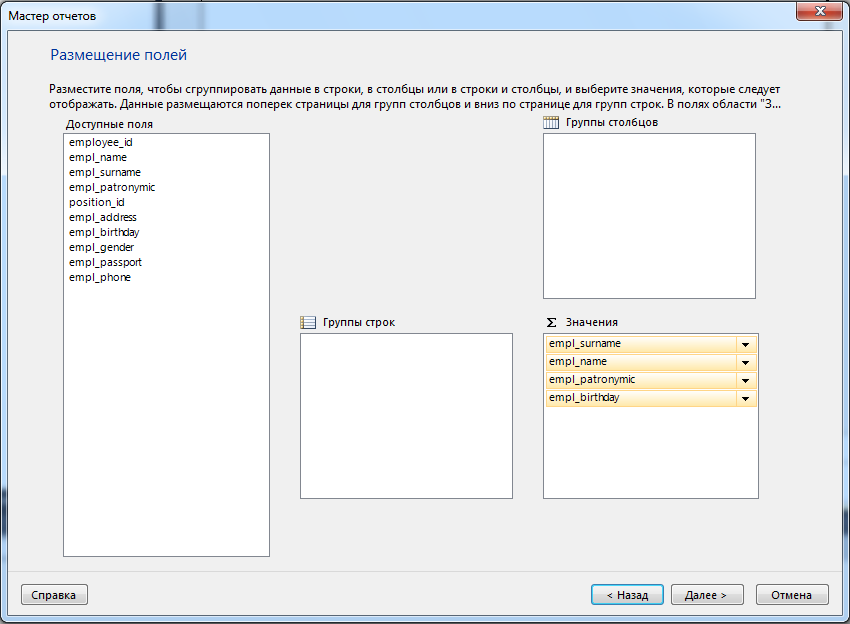 Мастер отчетов
Размещение полей
Разместите поля, чтобы сгруппировать данные в строки, в столбцы или в строки и столбцы, и выберите значения, которые следует
отображать. Данные размещаются поперек страницы для групп столбцов и вниз по странице для групп строк. В полях области "З...
Доступные поля
employee_id
empl_name
empl_surname
empl_patronymic
position_id
empl_address
empl_birthday
empl_gender
empl_passport
empl_phone
Группы столбцов
Группы строк
Σ Значения
empl_surname
empl_name
empl_patronymic
empl_birthday
Справка
< Назад
Далее >
Отмена